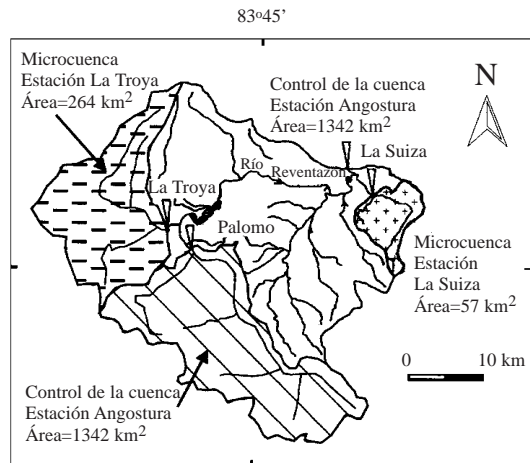 83º45’
Microcuenca
Estación La Troya
Área=264 km²
Control de la cuenca
Estación Angostura
Área=1342 km²
N
La Suiza
Río Reventazón
La Troya
Palomo
Microcuenca
Estación
La Suiza
Área=57 km²
0 10 km
Control de la cuenca
Estación Angostura
Área=1342 km²